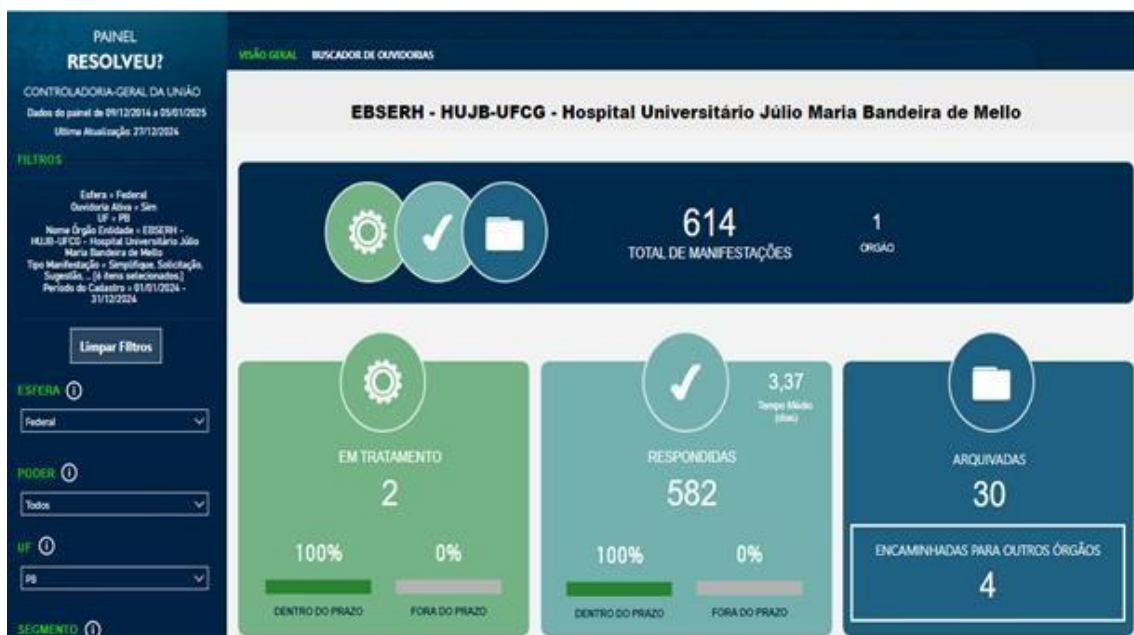 PAINEL
RESOLVEU?
CONTROLADORIA-GERAL DA UNIÃO
Dados do painel de 09/12/2014 a 05/01/2025
Ultima Atualização: 27/12/2024
FILTROS
Esfera » Federal
Ouvidoria Ativa » Sim
UF » PB
Nome Órgão Entidade » EBSERH -
HUJB-UFCG - Hospital Universitário Júlio
Maria Bandeira de Mello
Tipo Manifestação » Simplifique, Solicitação,
Sugestão, ... [6 itens selecionados.]
Período do Cadastro » 01/01/2024 -
31/12/2024
Limpar Filtros
ESFERA
Federal
PODER
Todos
UF
PB
SEGMENTO
VISÃO GERAL BUSCADOR DE OUVIDORIAS
EBSERH - HUJB-UFCG - Hospital Universitário Júlio Maria Bandeira de Mello
614
TOTAL DE MANIFESTAÇÕES
1
ORGÃO
EM TRATAMENTO
2
100% 0%
DENTRO DO PRAZO FORA DO PRAZO
3,37
Tempo Médio
(dias)
RESPONDIDAS
582
100% 0%
DENTRO DO PRAZO FORA DO PRAZO
ARQUIVADAS
30
ENCAMINHADAS PARA OUTROS ÓRGÃOS
4